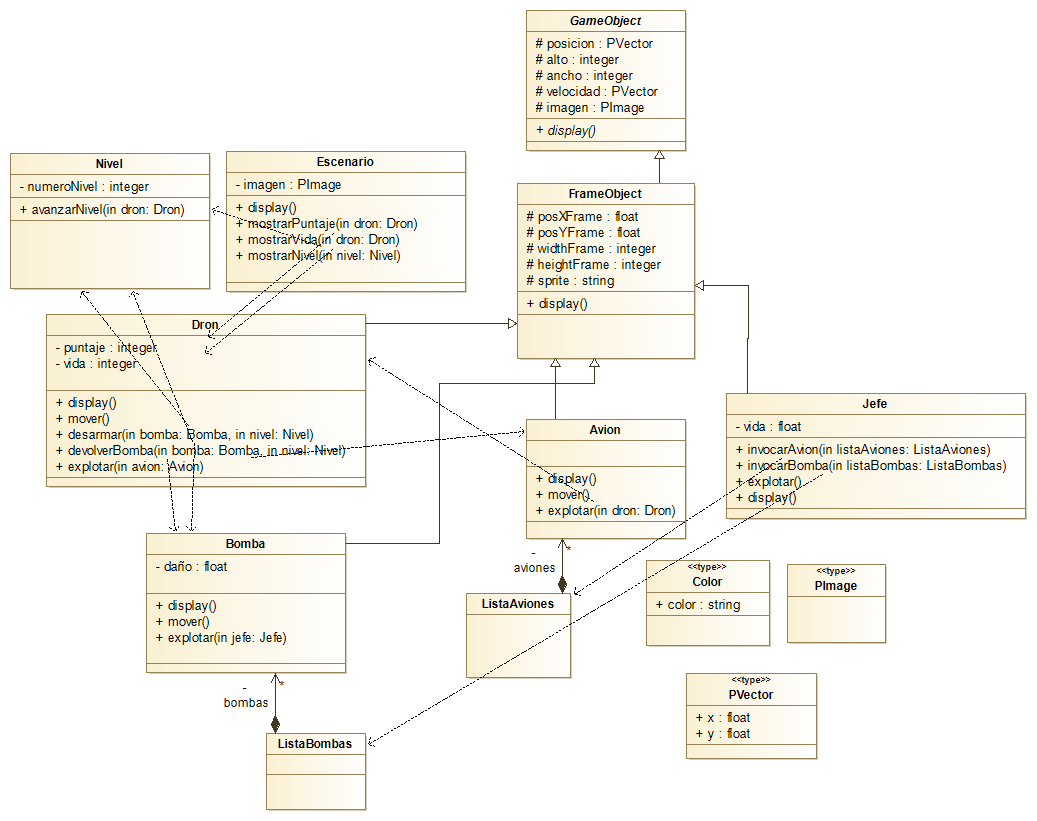 GameObject
# posicion : PVector
# alto : integer
# ancho : integer
# velocidad : PVector
# imagen : PImage
+ display()
Nivel
- numeroNivel : integer
+ avanzarNivel(in dron: Dron)
Escenario
- imagen : PImage
+ display()
+ mostrarPuntaje(in dron: Dron)
+ mostrarVida(in dron: Dron)
+ mostrarNivel(in nivel: Nivel)
FrameObject
# posXFrame : float
# posYFrame : float
# widthFrame : integer
# heightFrame : integer
# sprite : string
+ display()
Dron
- puntaje : integer
- vida : integer
+ display()
+ mover()
+ desarmar(in bomba: Bomba, in nivel: Nivel)
+ devolverBomba(in bomba: Bomba, in nivel: Nivel)
+ explotar(in avion: Avion)
Avion
+ display()
+ mover()
+ explotar(in dron: Dron)
Jefe
- vida : float
+ invocarAvion(in listaAviones: ListaAviones)
+ invocarBomba(in listaBombas: ListaBombas)
+ explotar()
+ display()
Bomba
- daño : float
+ display()
+ mover()
+ explotar(in jefe: Jefe)
-
aviones
*
ListaAviones
<<type>>
Color
+ color : string
<<type>>
PImage
<<type>>
PVector
+ x : float
+ y : float
-
bombas
*
ListaBombas